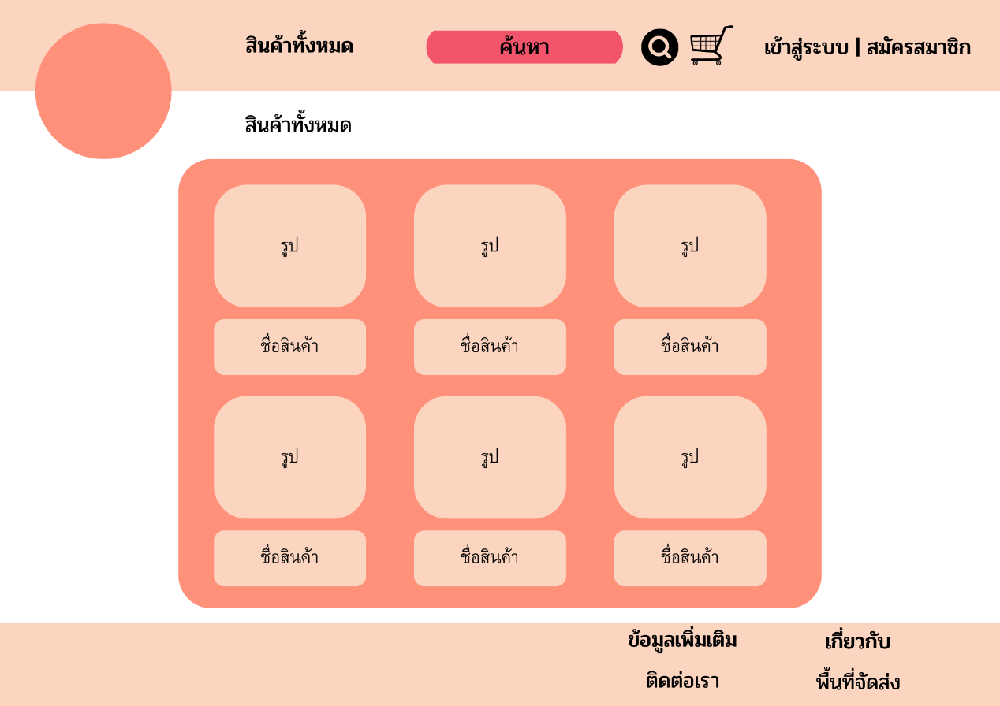 สินค้าทั้งหมด
ค้นหา
เข้าสู่ระบบ | สมัครสมาชิก
สินค้าทั้งหมด
รูป
รูป
รูป
ชื่อสินค้า
ชื่อสินค้า
ชื่อสินค้า
รูป
รูป
รูป
ชื่อสินค้า
ชื่อสินค้า
ชื่อสินค้า
ข้อมูลเพิ่มเติม
เกี่ยวกับ
ติดต่อเรา
พื้นที่จัดส่ง